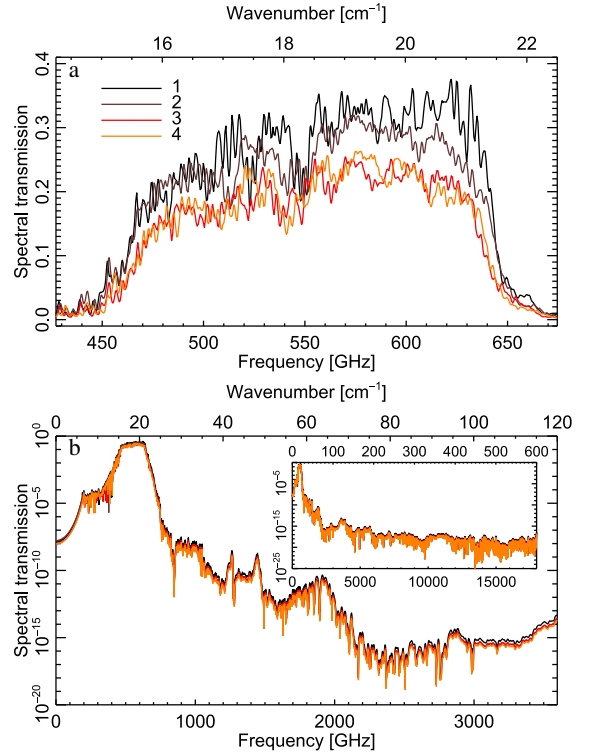 Wavenumber [cm⁻¹]
16 18 20 22
a
0.4
0.3
0.2
0.1
0.0
1
2
3
4
Spectral transmission
450 500 550 600 650
Frequency [GHz]
Wavenumber [cm⁻¹]
0 20 40 60 80 100 120
b
10⁰
10⁻⁵
10⁻¹⁰
10⁻¹⁵
10⁻²⁰
Spectral transmission
0 100 200 300 400 500 600
10⁻⁵
10⁻¹⁵
10⁻²⁵
Spectral transmission
0 5000 10000 15000
0 1000 2000 3000
Frequency [GHz]